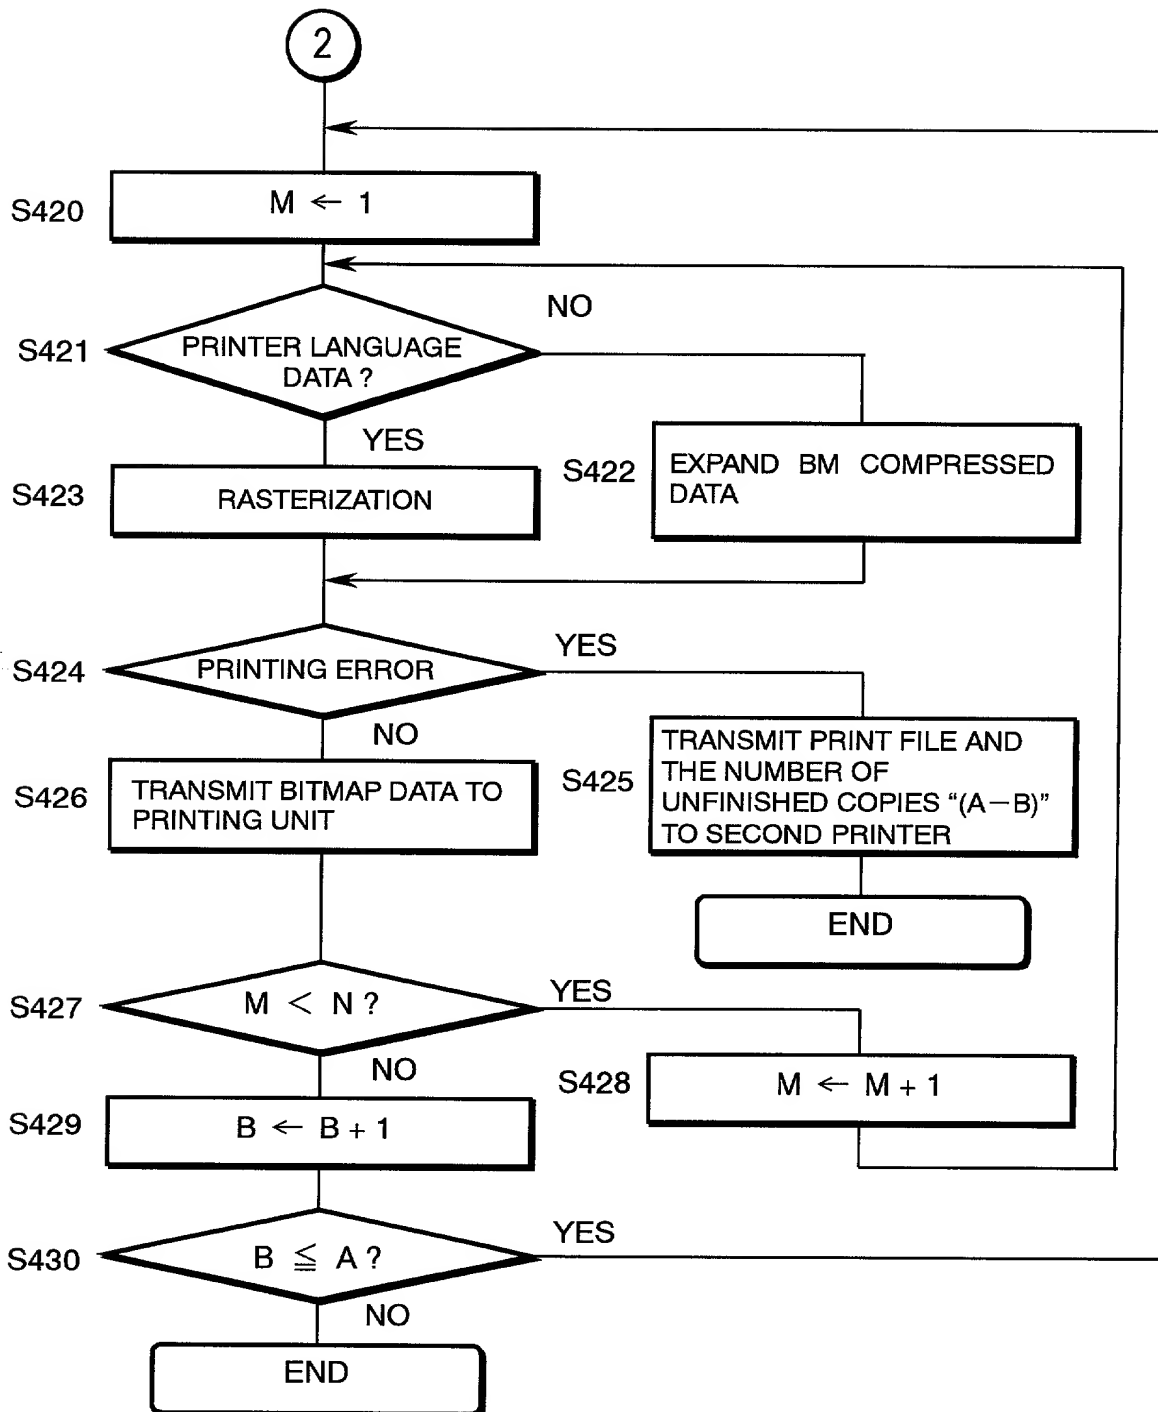 2
S420
M ← 1
S421
PRINTER LANGUAGE
DATA ?
NO
YES
S422
EXPAND BM COMPRESSED
DATA
S423
RASTERIZATION
S424
PRINTING ERROR
YES
NO
S425
TRANSMIT PRINT FILE AND
THE NUMBER OF
UNFINISHED COPIES “(A−B)”
TO SECOND PRINTER
END
S426
TRANSMIT BITMAP DATA TO
PRINTING UNIT
S427
M < N ?
YES
NO
S428
M ← M + 1
S429
B ← B + 1
S430
B ≦ A ?
YES
NO
END